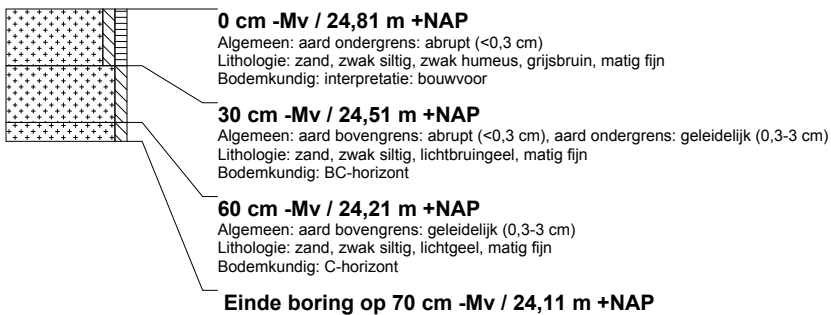 0 cm -Mv / 24,81 m +NAP
Algemeen: aard ondergrens: abrupt (<0,3 cm)
Lithologie: zand, zwak siltig, zwak humeus, grijsbruin, matig fijn
Bodemkundig: interpretatie: bouwvoor
30 cm -Mv / 24,51 m +NAP
Algemeen: aard bovengrens: abrupt (<0,3 cm), aard ondergrens: geleidelijk (0,3-3 cm)
Lithologie: zand, zwak siltig, lichtbruingeel, matig fijn
Bodemkundig: BC-horizont
60 cm -Mv / 24,21 m +NAP
Algemeen: aard bovengrens: geleidelijk (0,3-3 cm)
Lithologie: zand, zwak siltig, lichtgeel, matig fijn
Bodemkundig: C-horizont
Einde boring op 70 cm -Mv / 24,11 m +NAP